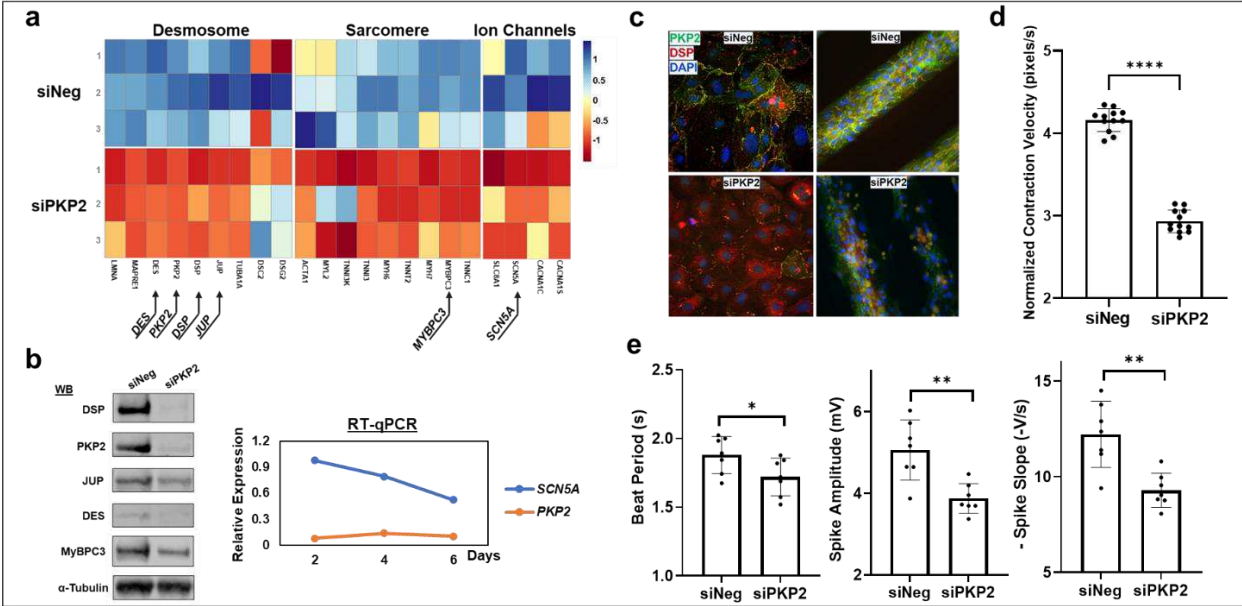 a
Desmosome
Sarcomere
Ion Channels
siNeg
1
2
3
siPKP2
1
2
3
1
0.5
0
-0.5
-1
LMNA
MAPRE1
DES
PKP2
DSP
JUP
TUBA1A
DSC2
DSG2
ACTA1
MYL2
TNNI3K
TNNI3
MYH6
TNNT2
MYH7
MYBPC3
TNNC1
SLC8A1
SCN5A
CACNA1C
CACNA1S
DES
PKP2
DSP
JUP
MYBPC3
SCN5A
b
WB
siNeg
siPKP2
DSP
PKP2
JUP
DES
MyBPC3
α-Tubulin
RT-qPCR
Relative Expression
1.2
0.9
0.6
0.3
0
2
4
6
Days
SCN5A
PKP2
c
PKP2
DSP
DAPI
siNeg
siNeg
siPKP2
siPKP2
d
Normalized Contraction Velocity (pixels/s)
5
4
3
2
****
siNeg
siPKP2
e
Beat Period (s)
2.5
2.0
1.5
1.0
*
siNeg
siPKP2
Spike Amplitude (mV)
6
4
2
**
siNeg
siPKP2
- Spike Slope (-V/s)
15
10
5
**
siNeg
siPKP2